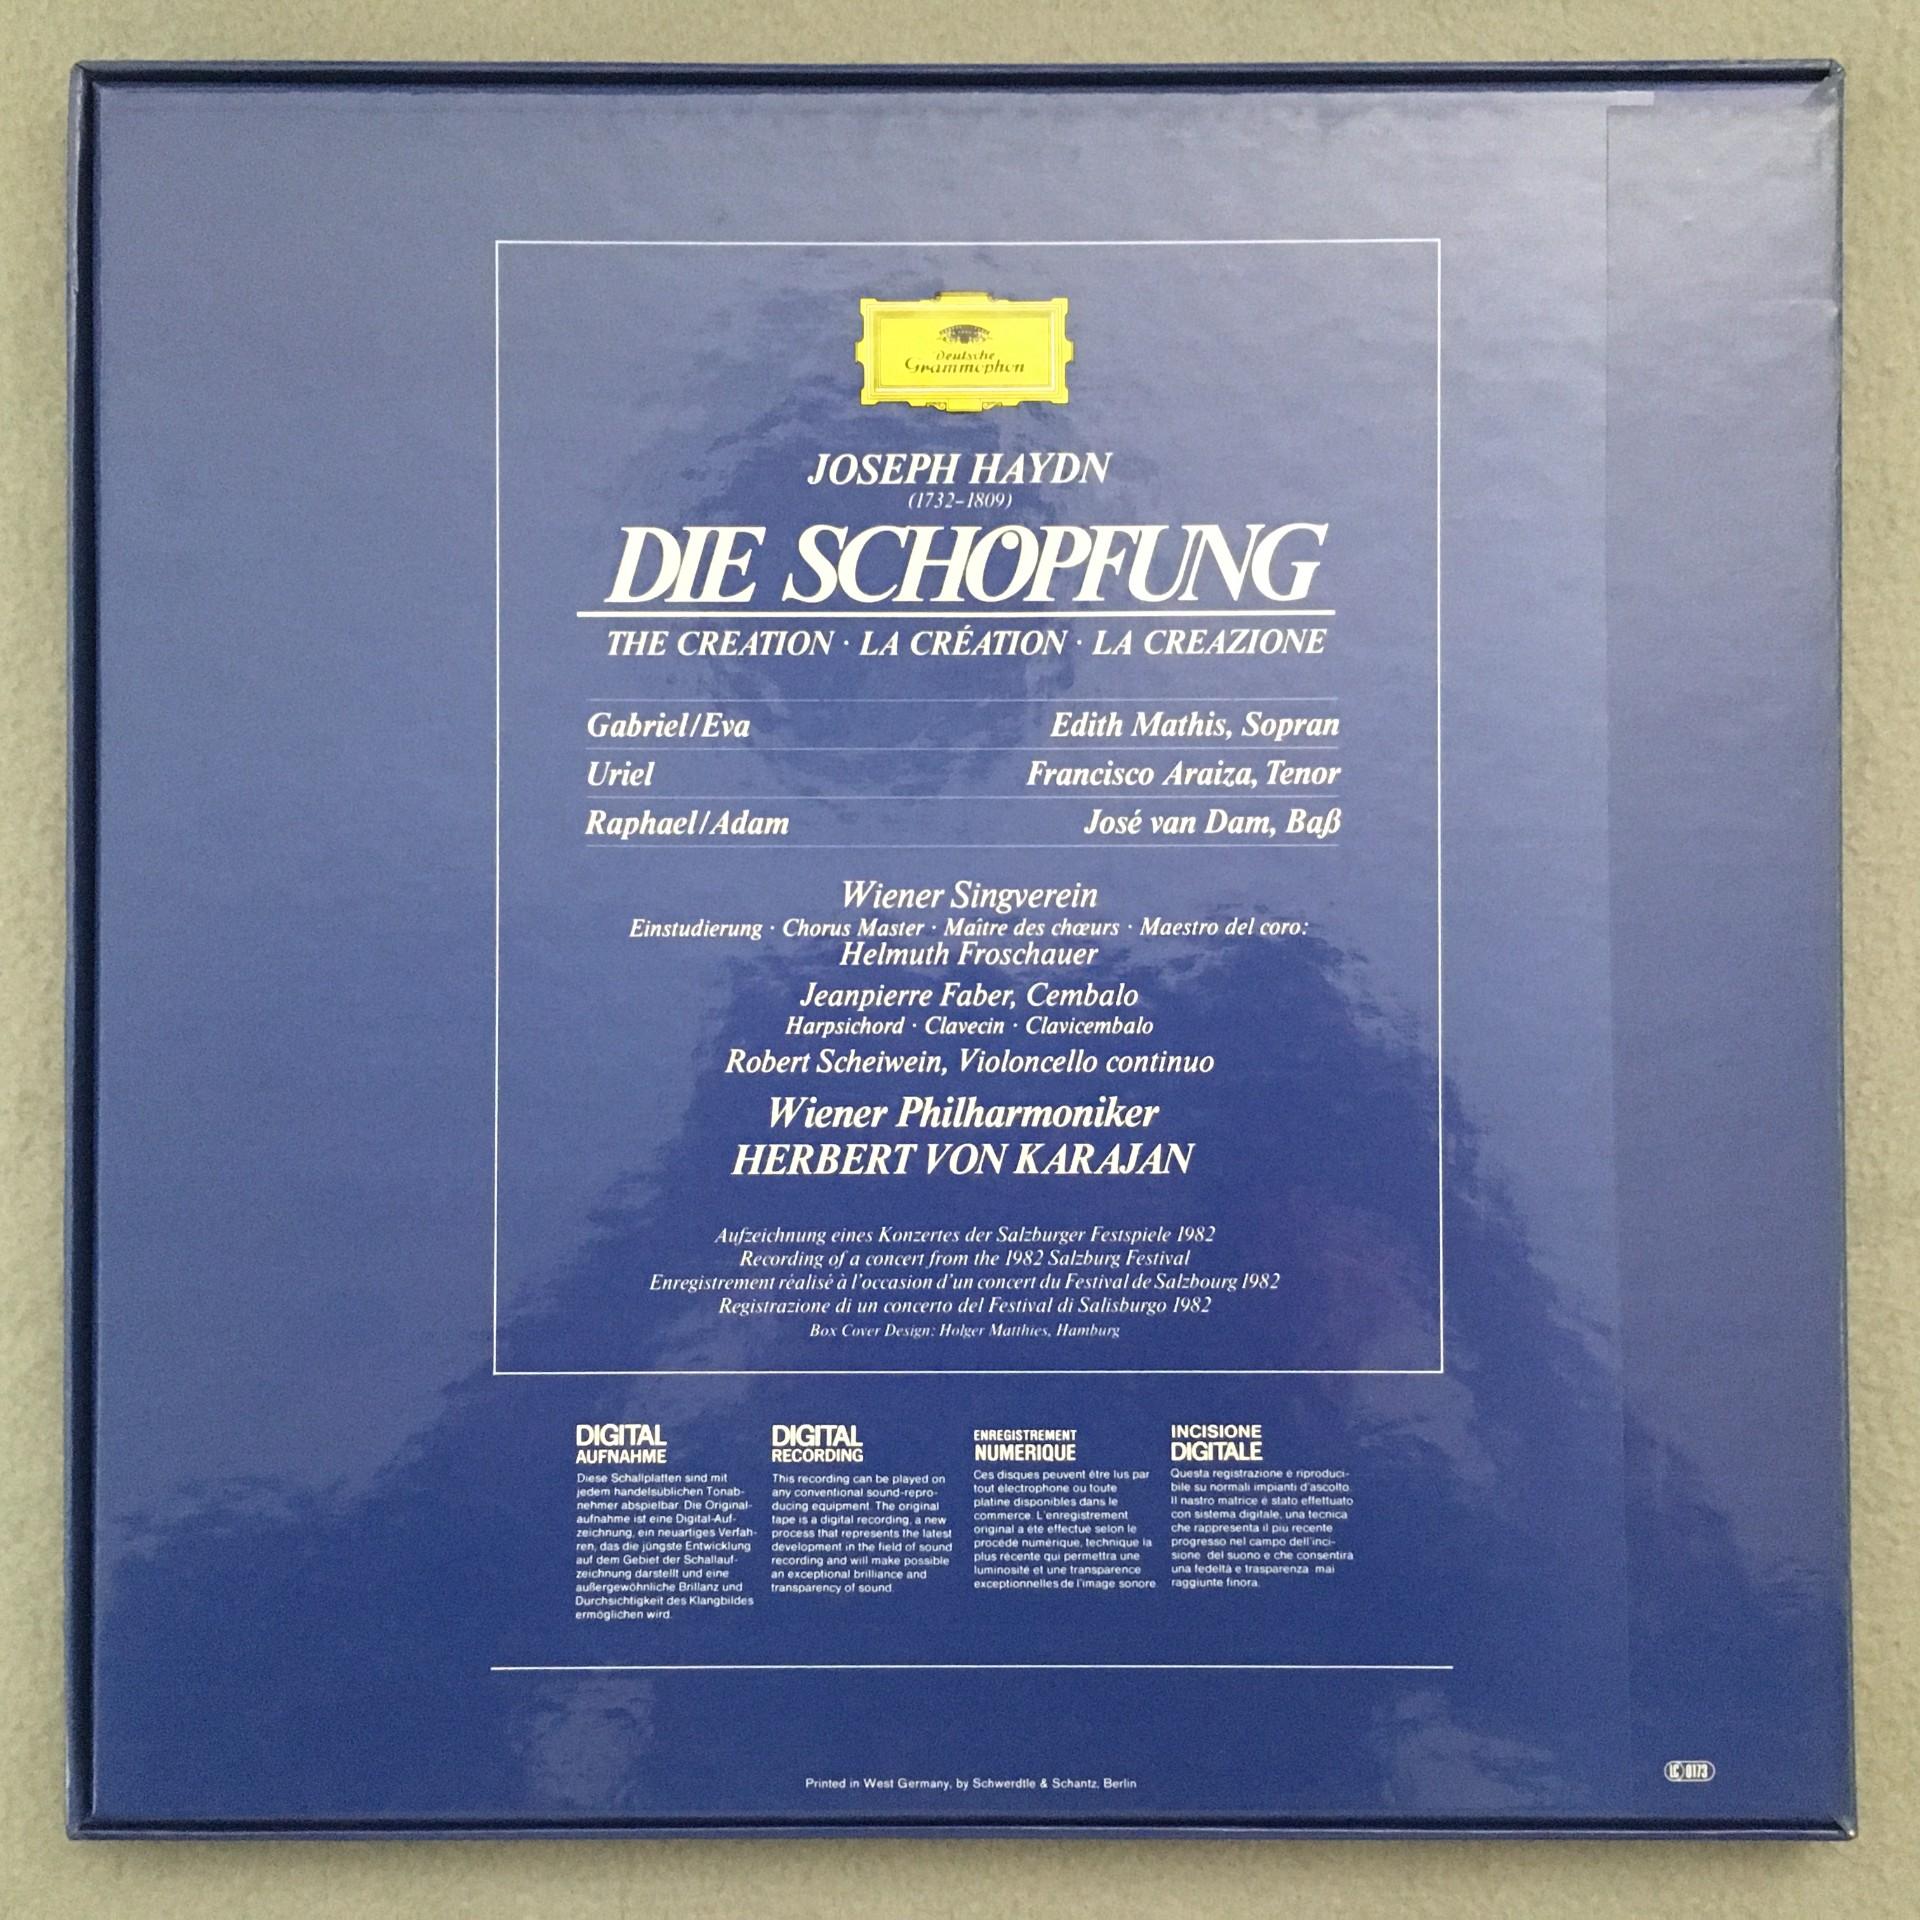 Deutsche
Grammophon
JOSEPH HAYDN
(1732–1809)
DIE SCHÖPFUNG
THE CREATION · LA CRÉATION · LA CREAZIONE
Gabriel/Eva Edith Mathis, Sopran
Uriel Francisco Araiza, Tenor
Raphael/Adam José van Dam, Baß
Wiener Singverein
Einstudierung · Chorus Master · Maître des chœurs · Maestro del coro:
Helmuth Froschauer
Jeanpierre Faber, Cembalo
Harpsichord · Clavecin · Clavicembalo
Robert Scheiwein, Violoncello continuo
Wiener Philharmoniker
HERBERT VON KARAJAN
Aufzeichnung eines Konzertes der Salzburger Festspiele 1982
Recording of a concert from the 1982 Salzburg Festival
Enregistrement réalisé à l'occasion d'un concert du Festival de Salzbourg 1982
Registrazione di un concerto del Festival di Salisburgo 1982
Box Cover Design: Holger Matthies, Hamburg
DIGITAL
AUFNAHME
Diese Schallplatten sind mit
jedem handelsüblichen Tonab-
nehmer abspielbar. Die Original-
aufnahme ist eine Digital-Auf-
zeichnung, ein neuartiges Verfah-
ren, das die jüngste Entwicklung
auf dem Gebiet der Schallauf-
zeichnung darstellt und eine
außergewöhnliche Brillanz und
Durchsichtigkeit des Klangbildes
ermöglichen wird.
DIGITAL
RECORDING
This recording can be played on
any conventional sound-repro-
ducing equipment. The original
tape is a digital recording, a new
process that represents the latest
development in the field of sound
recording and will make possible
an exceptional brilliance and
transparency of sound.
ENREGISTREMENT
NUMERIQUE
Ces disques peuvent être lus par
tout électrophone ou toute
platine disponibles dans le
commerce. L'enregistrement
original a été effectué selon le
procédé numérique, technique la
plus récente qui permettra une
luminosité et une transparence
exceptionnelles de l'image sonore.
INCISIONE
DIGITALE
Questa registrazione è riproduci-
bile su normali impianti d'ascolto.
Il nastro matrice è stato effettuato
con sistema digitale, una tecnica
che rappresenta il più recente
progresso nel campo dell'inci-
sione del suono e che consentirà
una fedeltà e trasparenza mai
raggiunte finora.
Printed in West Germany, by Schwerdtle & Schantz, Berlin
LC 0173